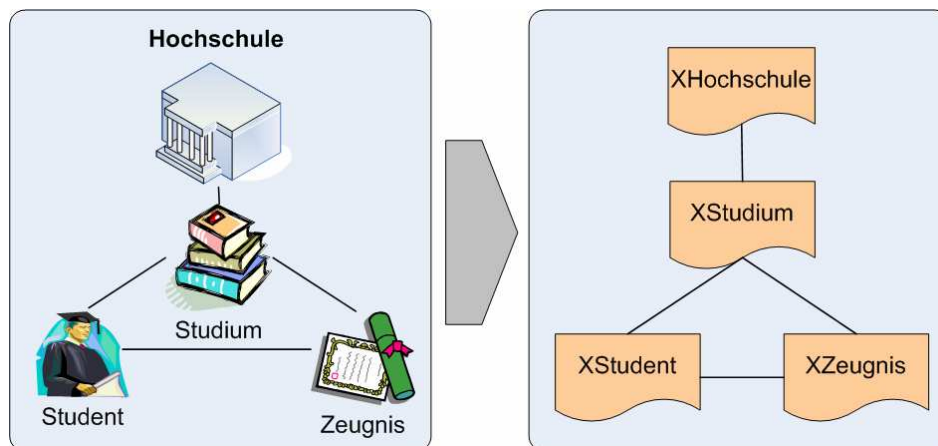 Hochschule
Studium
Student
Zeugnis
XHochschule
XStudium
XStudent
XZeugnis